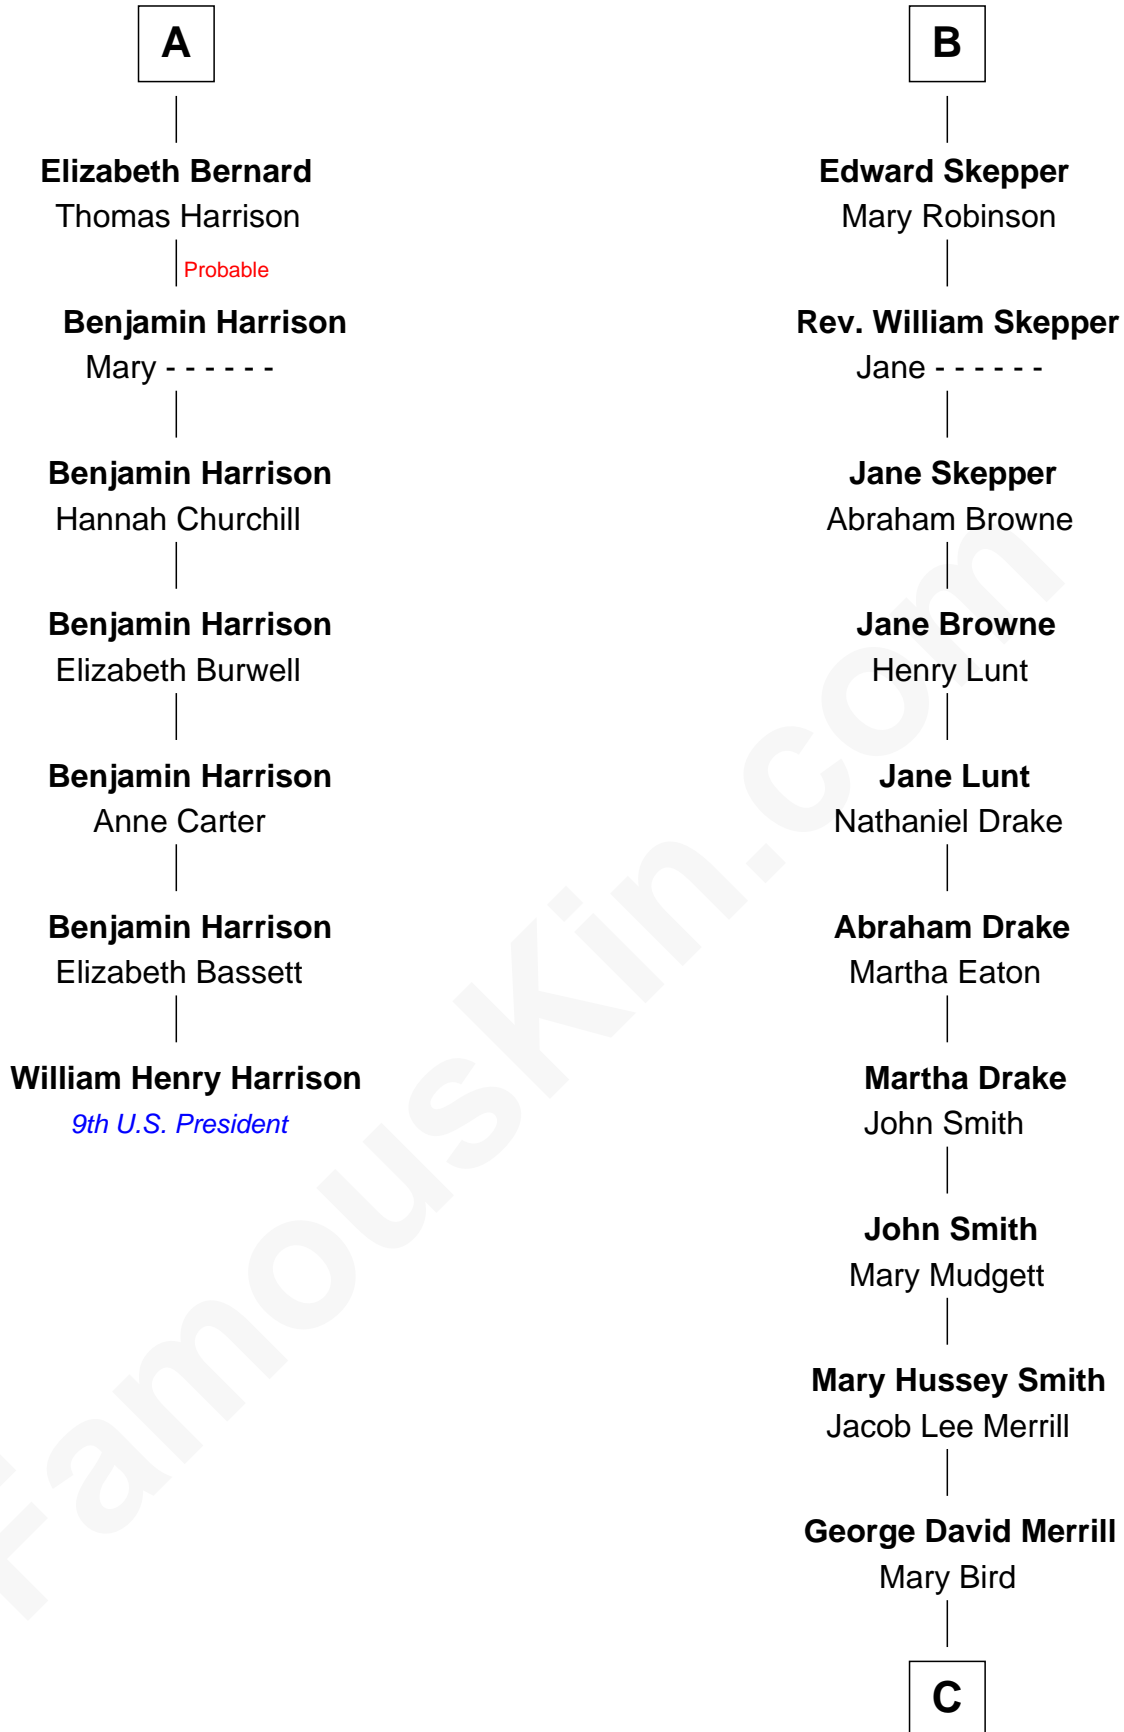 A
Elizabeth Bernard
Thomas Harrison
Probable
Benjamin Harrison
Mary - - - - - -
Benjamin Harrison
Hannah Churchill
Benjamin Harrison
Elizabeth Burwell
Benjamin Harrison
Anne Carter
Benjamin Harrison
Elizabeth Bassett
William Henry Harrison
9th U.S. President
B
Edward Skepper
Mary Robinson
Rev. William Skepper
Jane - - - - - -
Jane Skepper
Abraham Browne
Jane Browne
Henry Lunt
Jane Lunt
Nathaniel Drake
Abraham Drake
Martha Eaton
Martha Drake
John Smith
John Smith
Mary Mudgett
Mary Hussey Smith
Jacob Lee Merrill
George David Merrill
Mary Bird
C
FamousKin.com